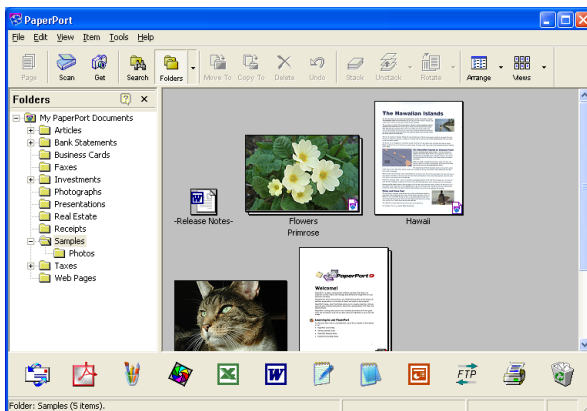 PaperPort
File Edit View Item Tools Help
Page Scan Get Search Folders Move To Copy To Delete Undo Stack Unstack Rotate Arrange Views
Folders
My PaperPort Documents
Articles
Bank Statements
Business Cards
Faxes
Investments
Photographs
Presentations
Real Estate
Receipts
Samples
Photos
Taxes
Web Pages
The Hawaiian Islands
-Release Notes-
Flowers
Primrose
Hawaii
PaperPort
Welcome!
FTP
Folder: Samples (5 items).